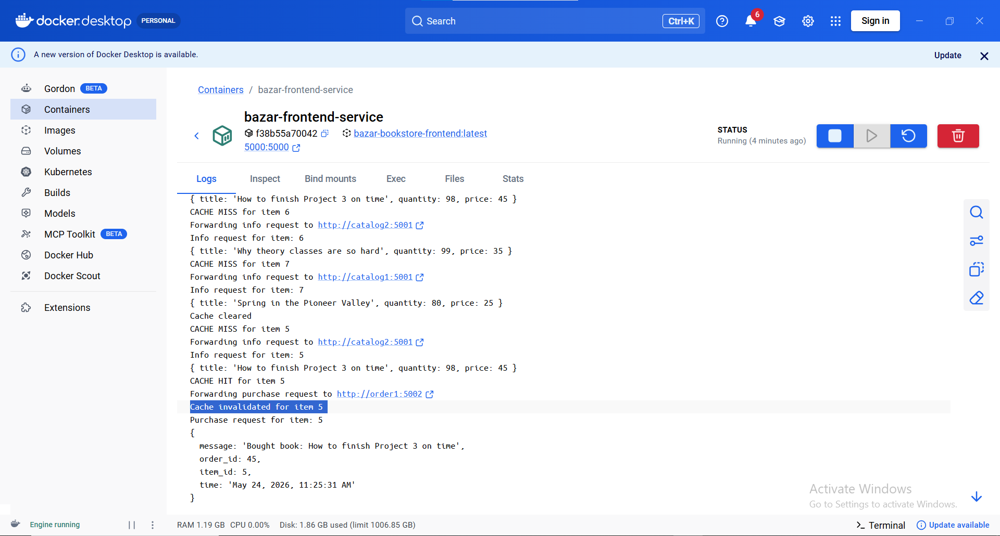 docker.desktop PERSONAL Search Ctrl+K 6 Sign in
A new version of Docker Desktop is available. Update
Gordon BETA
Containers
Images
Volumes
Kubernetes
Builds
Models
MCP Toolkit BETA
Docker Hub
Docker Scout
Extensions
Containers / bazar-frontend-service
bazar-frontend-service
f38b55a70042 bazar-bookstore-frontend:latest
5000:5000
STATUS
Running (4 minutes ago)
Logs Inspect Bind mounts Exec Files Stats
{ title: 'How to finish Project 3 on time', quantity: 98, price: 45 }
CACHE MISS for item 6
Forwarding info request to http://catalog2:5001
Info request for item: 6
{ title: 'Why theory classes are so hard', quantity: 99, price: 35 }
CACHE MISS for item 7
Forwarding info request to http://catalog1:5001
Info request for item: 7
{ title: 'Spring in the Pioneer Valley', quantity: 80, price: 25 }
Cache cleared
CACHE MISS for item 5
Forwarding info request to http://catalog2:5001
Info request for item: 5
{ title: 'How to finish Project 3 on time', quantity: 98, price: 45 }
CACHE HIT for item 5
Forwarding purchase request to http://order1:5002
Cache invalidated for item 5
Purchase request for item: 5
{
message: 'Bought book: How to finish Project 3 on time',
order_id: 45,
item_id: 5,
time: 'May 24, 2026, 11:25:31 AM'
}
Activate Windows
Go to Settings to activate Windows.
Engine running RAM 1.19 GB CPU 0.00% Disk: 1.86 GB used (limit 1006.85 GB) Terminal Update available